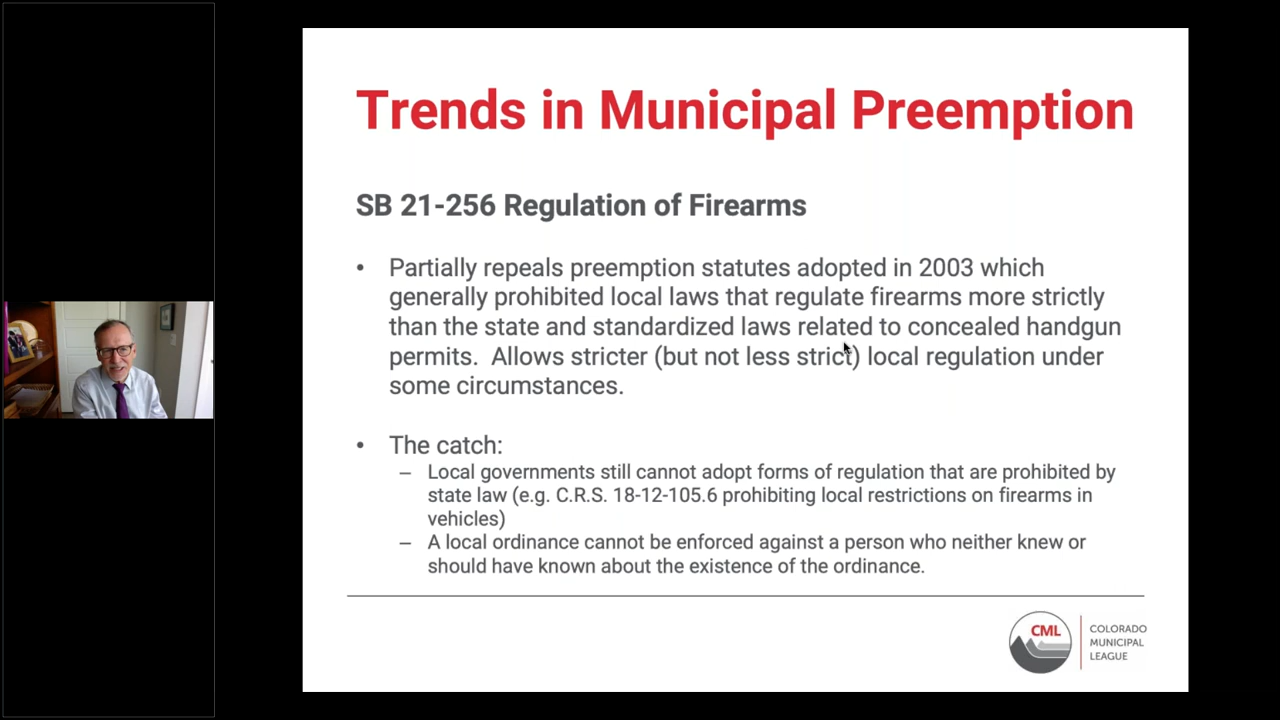 Trends in Municipal Preemption
SB 21-256 Regulation of Firearms
• Partially repeals preemption statutes adopted in 2003 which
generally prohibited local laws that regulate firearms more strictly
than the state and standardized laws related to concealed handgun
permits.  Allows stricter (but not less strict) local regulation under
some circumstances.
• The catch:
– Local governments still cannot adopt forms of regulation that are prohibited by
state law (e.g. C.R.S. 18-12-105.6 prohibiting local restrictions on firearms in
vehicles)
– A local ordinance cannot be enforced against a person who neither knew or
should have known about the existence of the ordinance.
CML
COLORADO
MUNICIPAL
LEAGUE